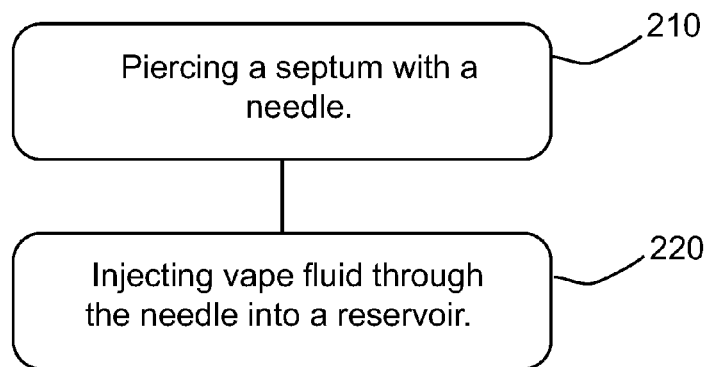 210
Piercing a septum with a
needle.
220
Injecting vape fluid through
the needle into a reservoir.